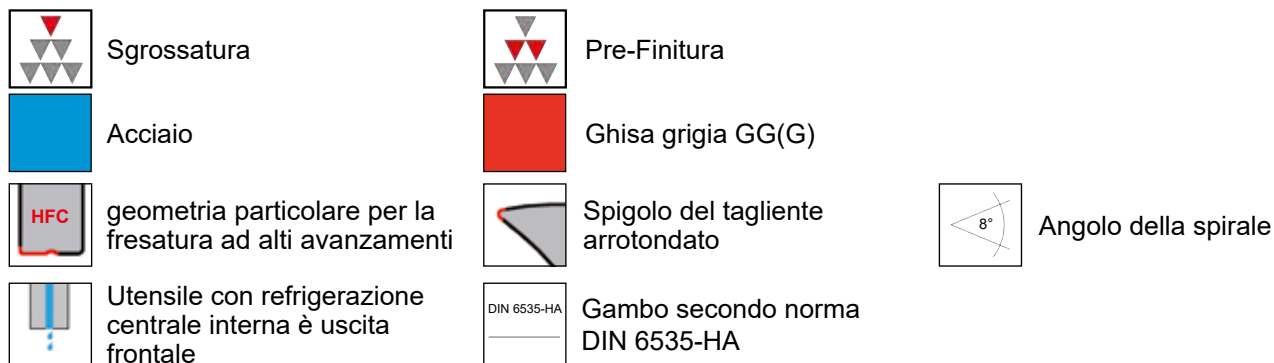 Sgrossatura
Pre-Finitura
Acciaio
Ghisa grigia GG(G)
HFC
geometria particolare per la
fresatura ad alti avanzamenti
Spigolo del tagliente
arrotondato
8°
Angolo della spirale
Utensile con refrigerazione
centrale interna è uscita
frontale
DIN 6535-HA
Gambo secondo norma
DIN 6535-HA